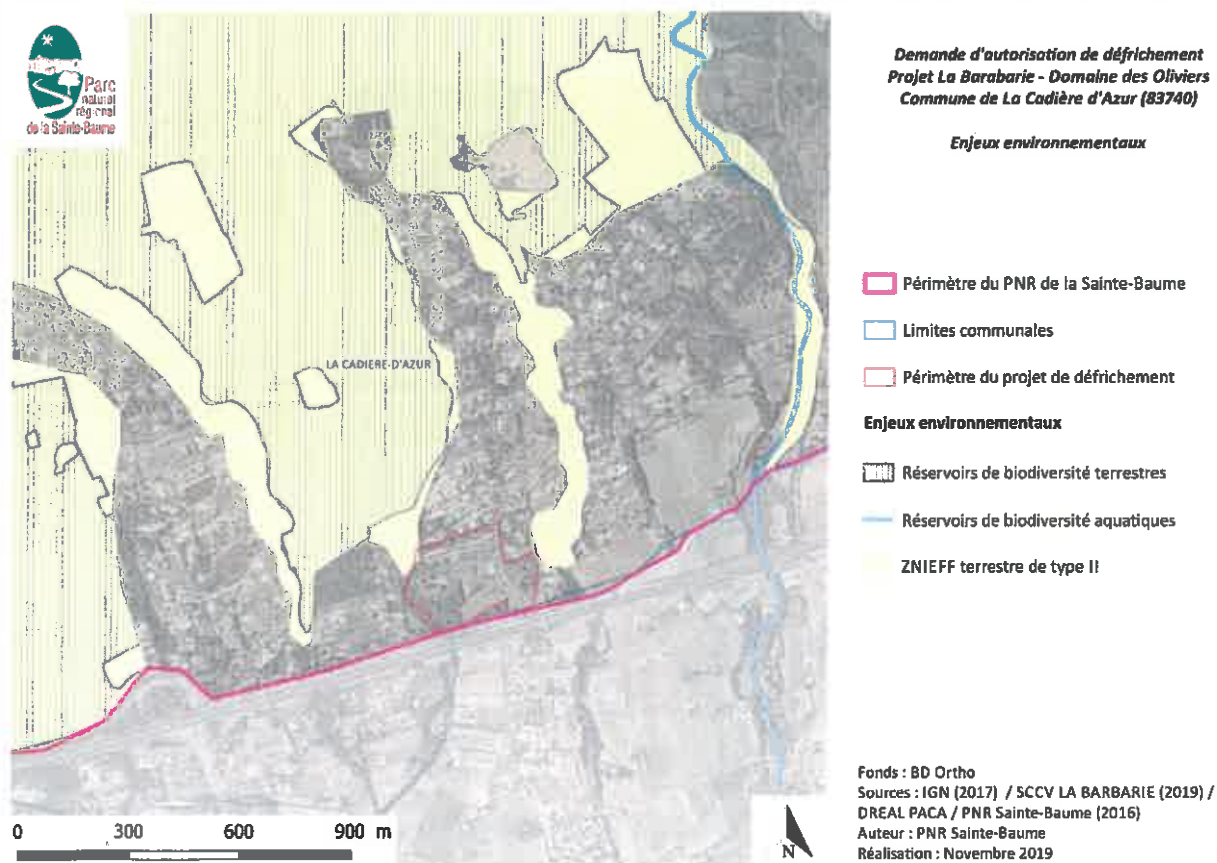 Parc
naturel
régional
de la Sainte-Baume
Demande d'autorisation de défrichement
Projet La Barabarie - Domaine des Oliviers
Commune de La Cadière d'Azur (83740)
Enjeux environnementaux
LA CADIERE-D'AZUR
Périmètre du PNR de la Sainte-Baume
Limites communales
Périmètre du projet de défrichement
Enjeux environnementaux
Réservoirs de biodiversité terrestres
Réservoirs de biodiversité aquatiques
ZNIEFF terrestre de type II
0 300 600 900 m
N
Fonds : BD Ortho
Sources : IGN (2017) / SCCV LA BARBARIE (2019) /
DREAL PACA / PNR Sainte-Baume (2016)
Auteur : PNR Sainte-Baume
Réalisation : Novembre 2019